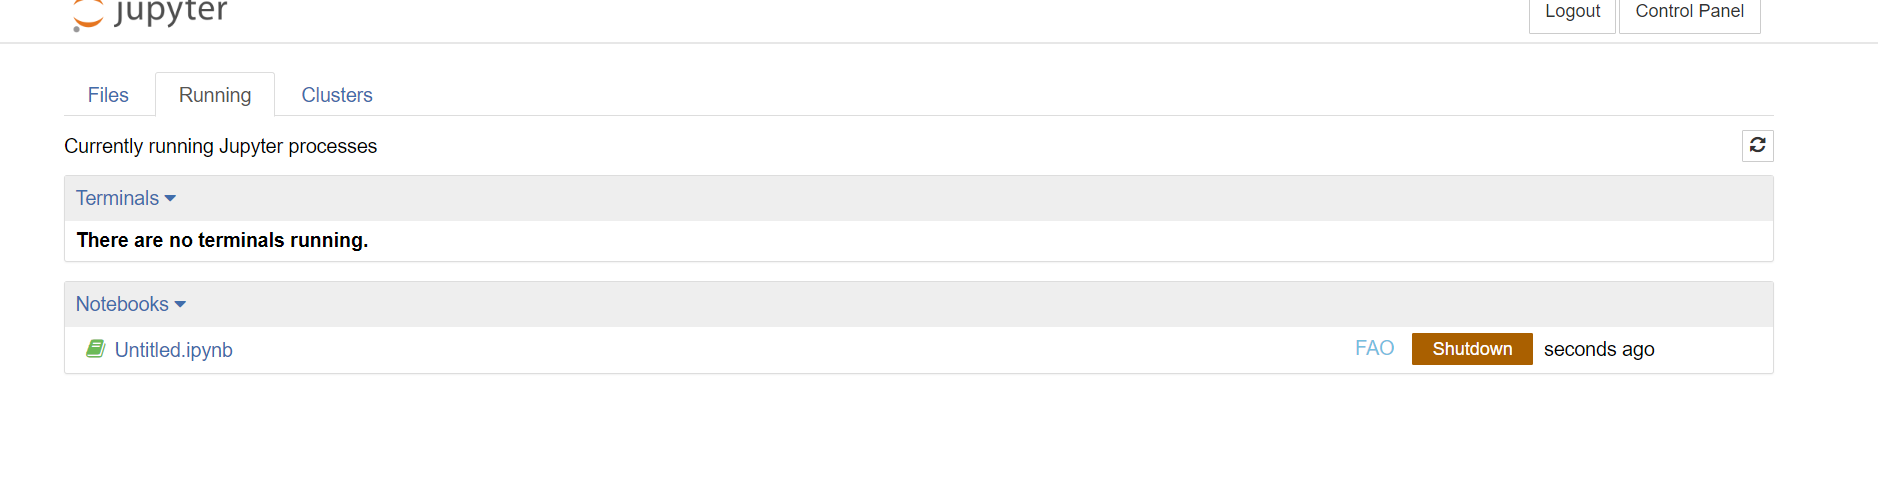 jupyter
Logout
Control Panel
Files
Running
Clusters
Currently running Jupyter processes
Terminals
There are no terminals running.
Notebooks
Untitled.ipynb
FAO
Shutdown
seconds ago